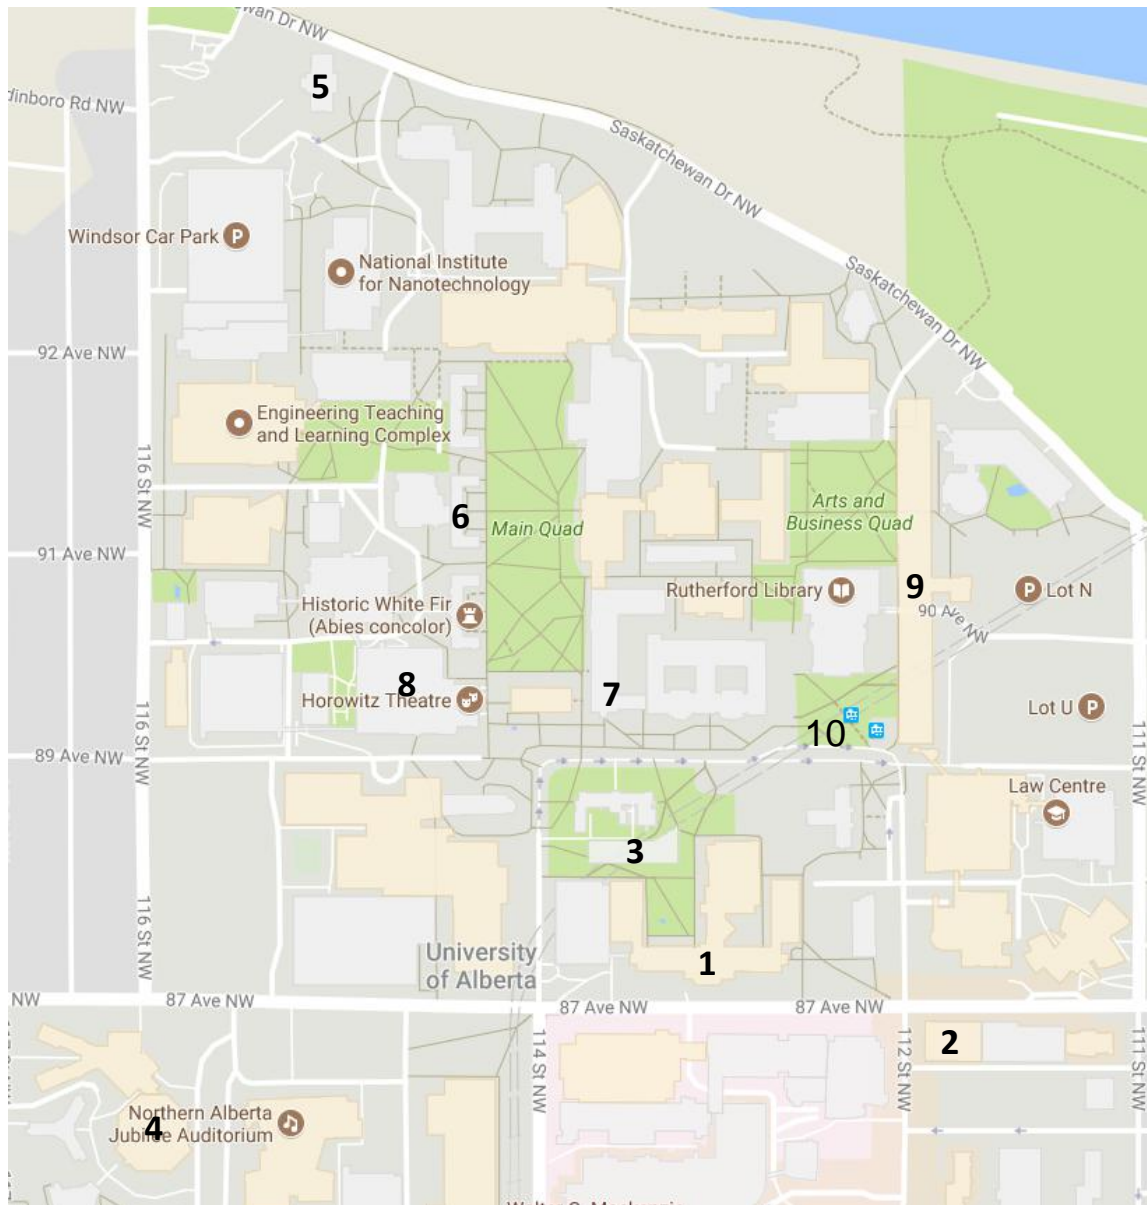 wan Dr NW
5
dinboro Rd NW
Saskatchewan Dr NW
Windsor Car Park
National Institute
for Nanotechnology
Saskatchewan Dr NW
92 Ave NW
Engineering Teaching
and Learning Complex
116 St NW
6
Main Quad
Arts and
Business Quad
91 Ave NW
Rutherford Library
9
Lot N
90 Ave NW
Historic White Fir
(Abies concolor)
8
Horowitz Theatre
7
10
Lot U
116 St NW
111 St NW
89 Ave NW
Law Centre
3
116 St NW
University
of Alberta
1
NW
87 Ave NW
87 Ave NW
87 Ave NW
2
114 St NW
112 St NW
111 St NW
Northern Alberta
Jubilee Auditorium
4